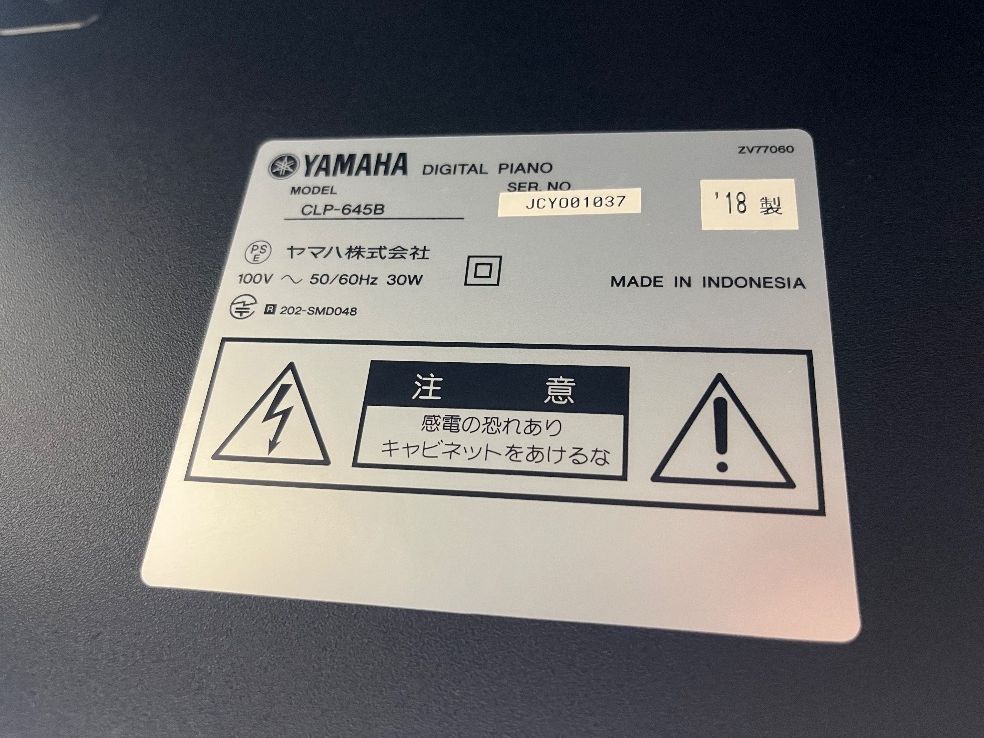 ZV77060
YAMAHA DIGITAL PIANO
MODEL SER. NO
CLP-645B JCYO01037 '18 製
PS E ヤマハ株式会社
100V ～ 50/60Hz 30W MADE IN INDONESIA
R 202-SMD048
注 意
感電の恐れあり
キャビネットをあけるな